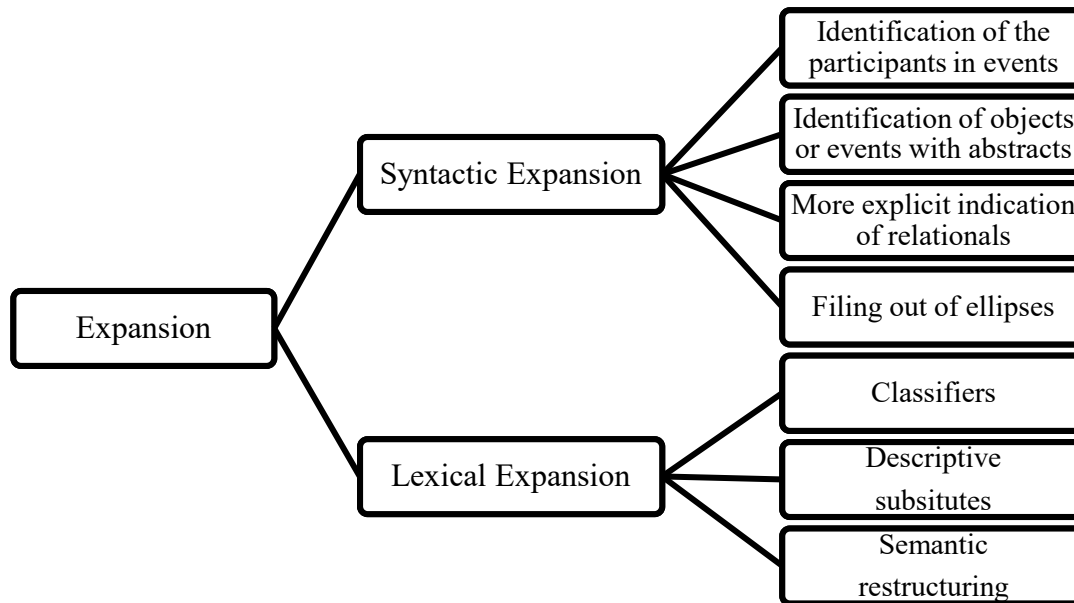 Expansion
Syntactic Expansion
Identification of the
participants in events
Identification of objects
or events with abstracts
More explicit indication
of relationals
Filing out of ellipses
Lexical Expansion
Classifiers
Descriptive
subsitutes
Semantic
restructuring